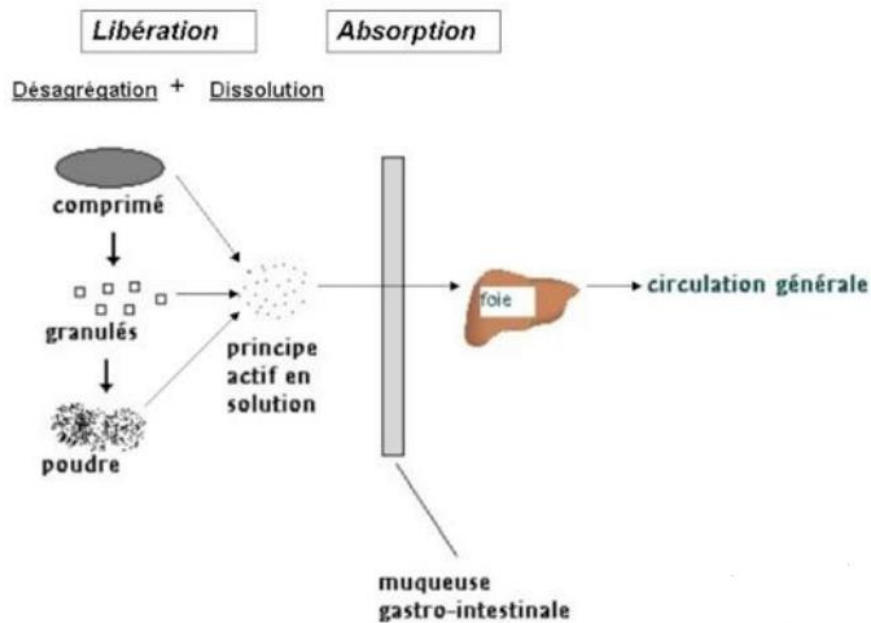 Libération
Absorption
Désagrégation + Dissolution
comprimé
granulés
poudre
principe
actif en
solution
foie
circulation générale
muqueuse
gastro-intestinale